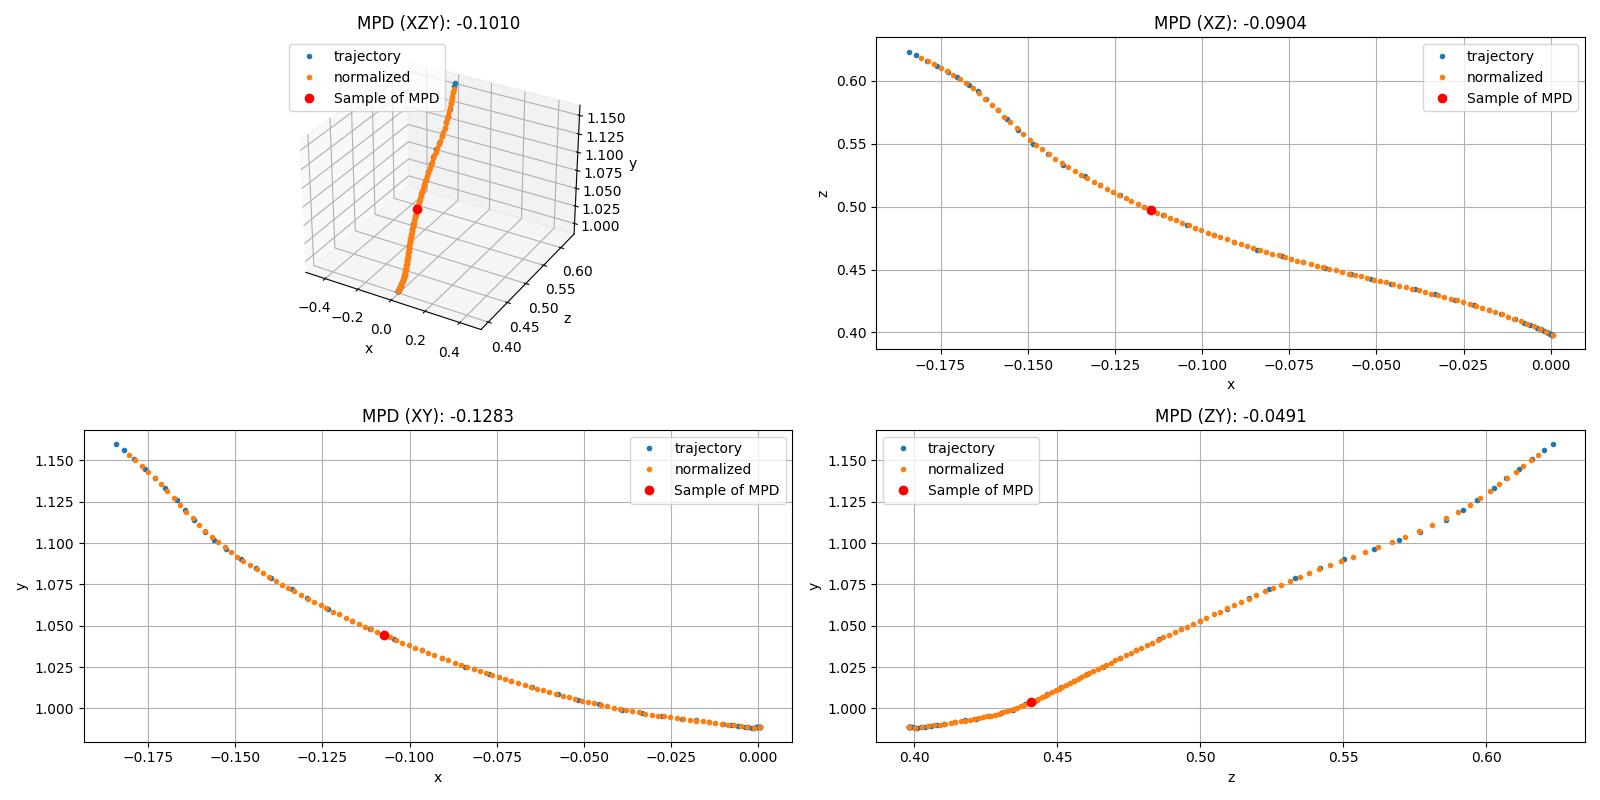 MPD (XZY): -0.1010
trajectory
normalized
Sample of MPD
1.150
1.125
1.100
1.075
1.050
1.025
1.000
y
0.60
0.55
0.50
0.45
0.40
z
−0.4
−0.2
0.0
0.2
0.4
x
MPD (XZ): -0.0904
trajectory
normalized
Sample of MPD
0.60
0.55
0.50
0.45
0.40
z
−0.175 −0.150 −0.125 −0.100 −0.075 −0.050 −0.025 0.000
x
MPD (XY): -0.1283
trajectory
normalized
Sample of MPD
1.150
1.125
1.100
1.075
1.050
1.025
1.000
y
−0.175 −0.150 −0.125 −0.100 −0.075 −0.050 −0.025 0.000
x
MPD (ZY): -0.0491
trajectory
normalized
Sample of MPD
1.150
1.125
1.100
1.075
1.050
1.025
1.000
y
0.40 0.45 0.50 0.55 0.60
z